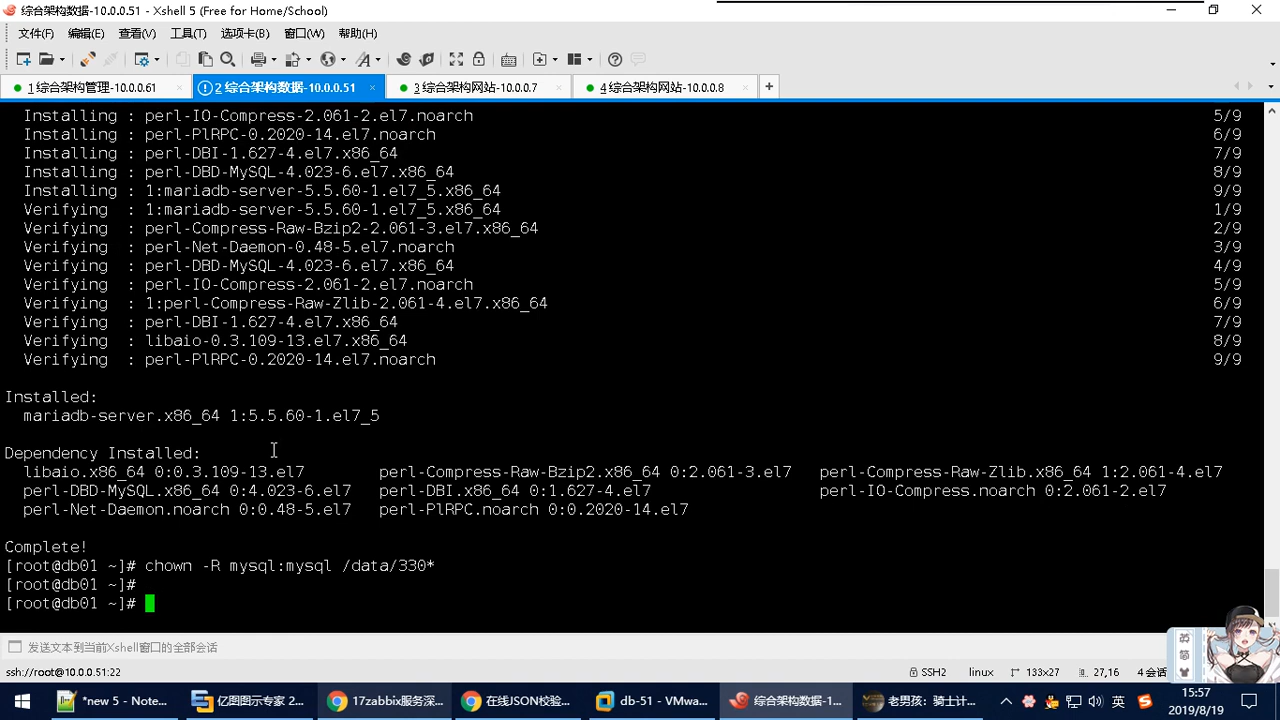 综合架构数据-10.0.0.51 - Xshell 5 (Free for Home/School)
文件(F) 编辑(E) 查看(V) 工具(T) 选项卡(B) 窗口(W) 帮助(H)
1 综合架构管理-10.0.0.61 × 2 综合架构数据-10.0.0.51 × 3 综合架构网站-10.0.0.7 × 4 综合架构网站-10.0.0.8 × +
Installing : perl-IO-Compress-2.061-2.el7.noarch 5/9
Installing : perl-PlRPC-0.2020-14.el7.noarch 6/9
Installing : perl-DBI-1.627-4.el7.x86_64 7/9
Installing : perl-DBD-MySQL-4.023-6.el7.x86_64 8/9
Installing : 1:mariadb-server-5.5.60-1.el7_5.x86_64 9/9
Verifying : 1:mariadb-server-5.5.60-1.el7_5.x86_64 1/9
Verifying : perl-Compress-Raw-Bzip2-2.061-3.el7.x86_64 2/9
Verifying : perl-Net-Daemon-0.48-5.el7.noarch 3/9
Verifying : perl-DBD-MySQL-4.023-6.el7.x86_64 4/9
Verifying : perl-IO-Compress-2.061-2.el7.noarch 5/9
Verifying : 1:perl-Compress-Raw-Zlib-2.061-4.el7.x86_64 6/9
Verifying : perl-DBI-1.627-4.el7.x86_64 7/9
Verifying : libaio-0.3.109-13.el7.x86_64 8/9
Verifying : perl-PlRPC-0.2020-14.el7.noarch 9/9
Installed:
mariadb-server.x86_64 1:5.5.60-1.el7_5
Dependency Installed:
libaio.x86_64 0:0.3.109-13.el7 perl-Compress-Raw-Bzip2.x86_64 0:2.061-3.el7 perl-Compress-Raw-Zlib.x86_64 1:2.061-4.el7
perl-DBD-MySQL.x86_64 0:4.023-6.el7 perl-DBI.x86_64 0:1.627-4.el7 perl-IO-Compress.noarch 0:2.061-2.el7
perl-Net-Daemon.noarch 0:0.48-5.el7 perl-PlRPC.noarch 0:0.2020-14.el7
Complete!
[root@db01 ~]# chown -R mysql:mysql /data/330*
[root@db01 ~]#
[root@db01 ~]#
发送文本到当前Xshell窗口的全部会话
英
简
ssh://root@10.0.0.51:22 SSH2 linux 133x27 27,16 4 会话
*new 5 - Note... 亿图图示专家 2... 17zabbix服务深... 在线JSON校验... db-51 - VMwa... 综合架构数据-1... 老男孩：骑士计... 英 15:57
2019/8/19